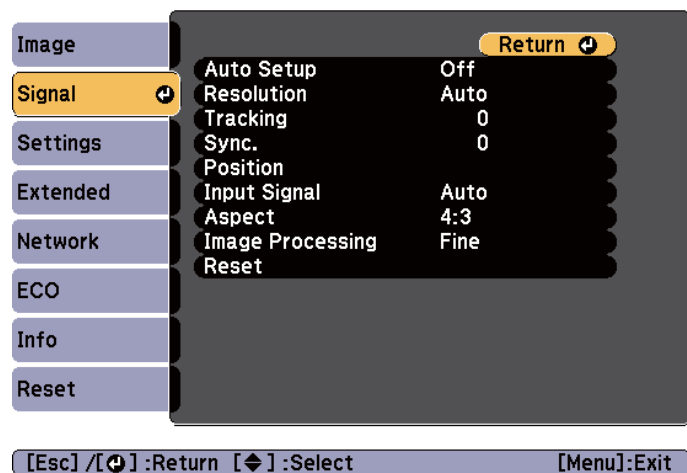 Image
Signal
Settings
Extended
Network
ECO
Info
Reset
Return
Auto Setup Off
Resolution Auto
Tracking 0
Sync. 0
Position
Input Signal Auto
Aspect 4:3
Image Processing Fine
Reset
[Esc] /[⏎] :Return [◆] :Select [Menu]:Exit